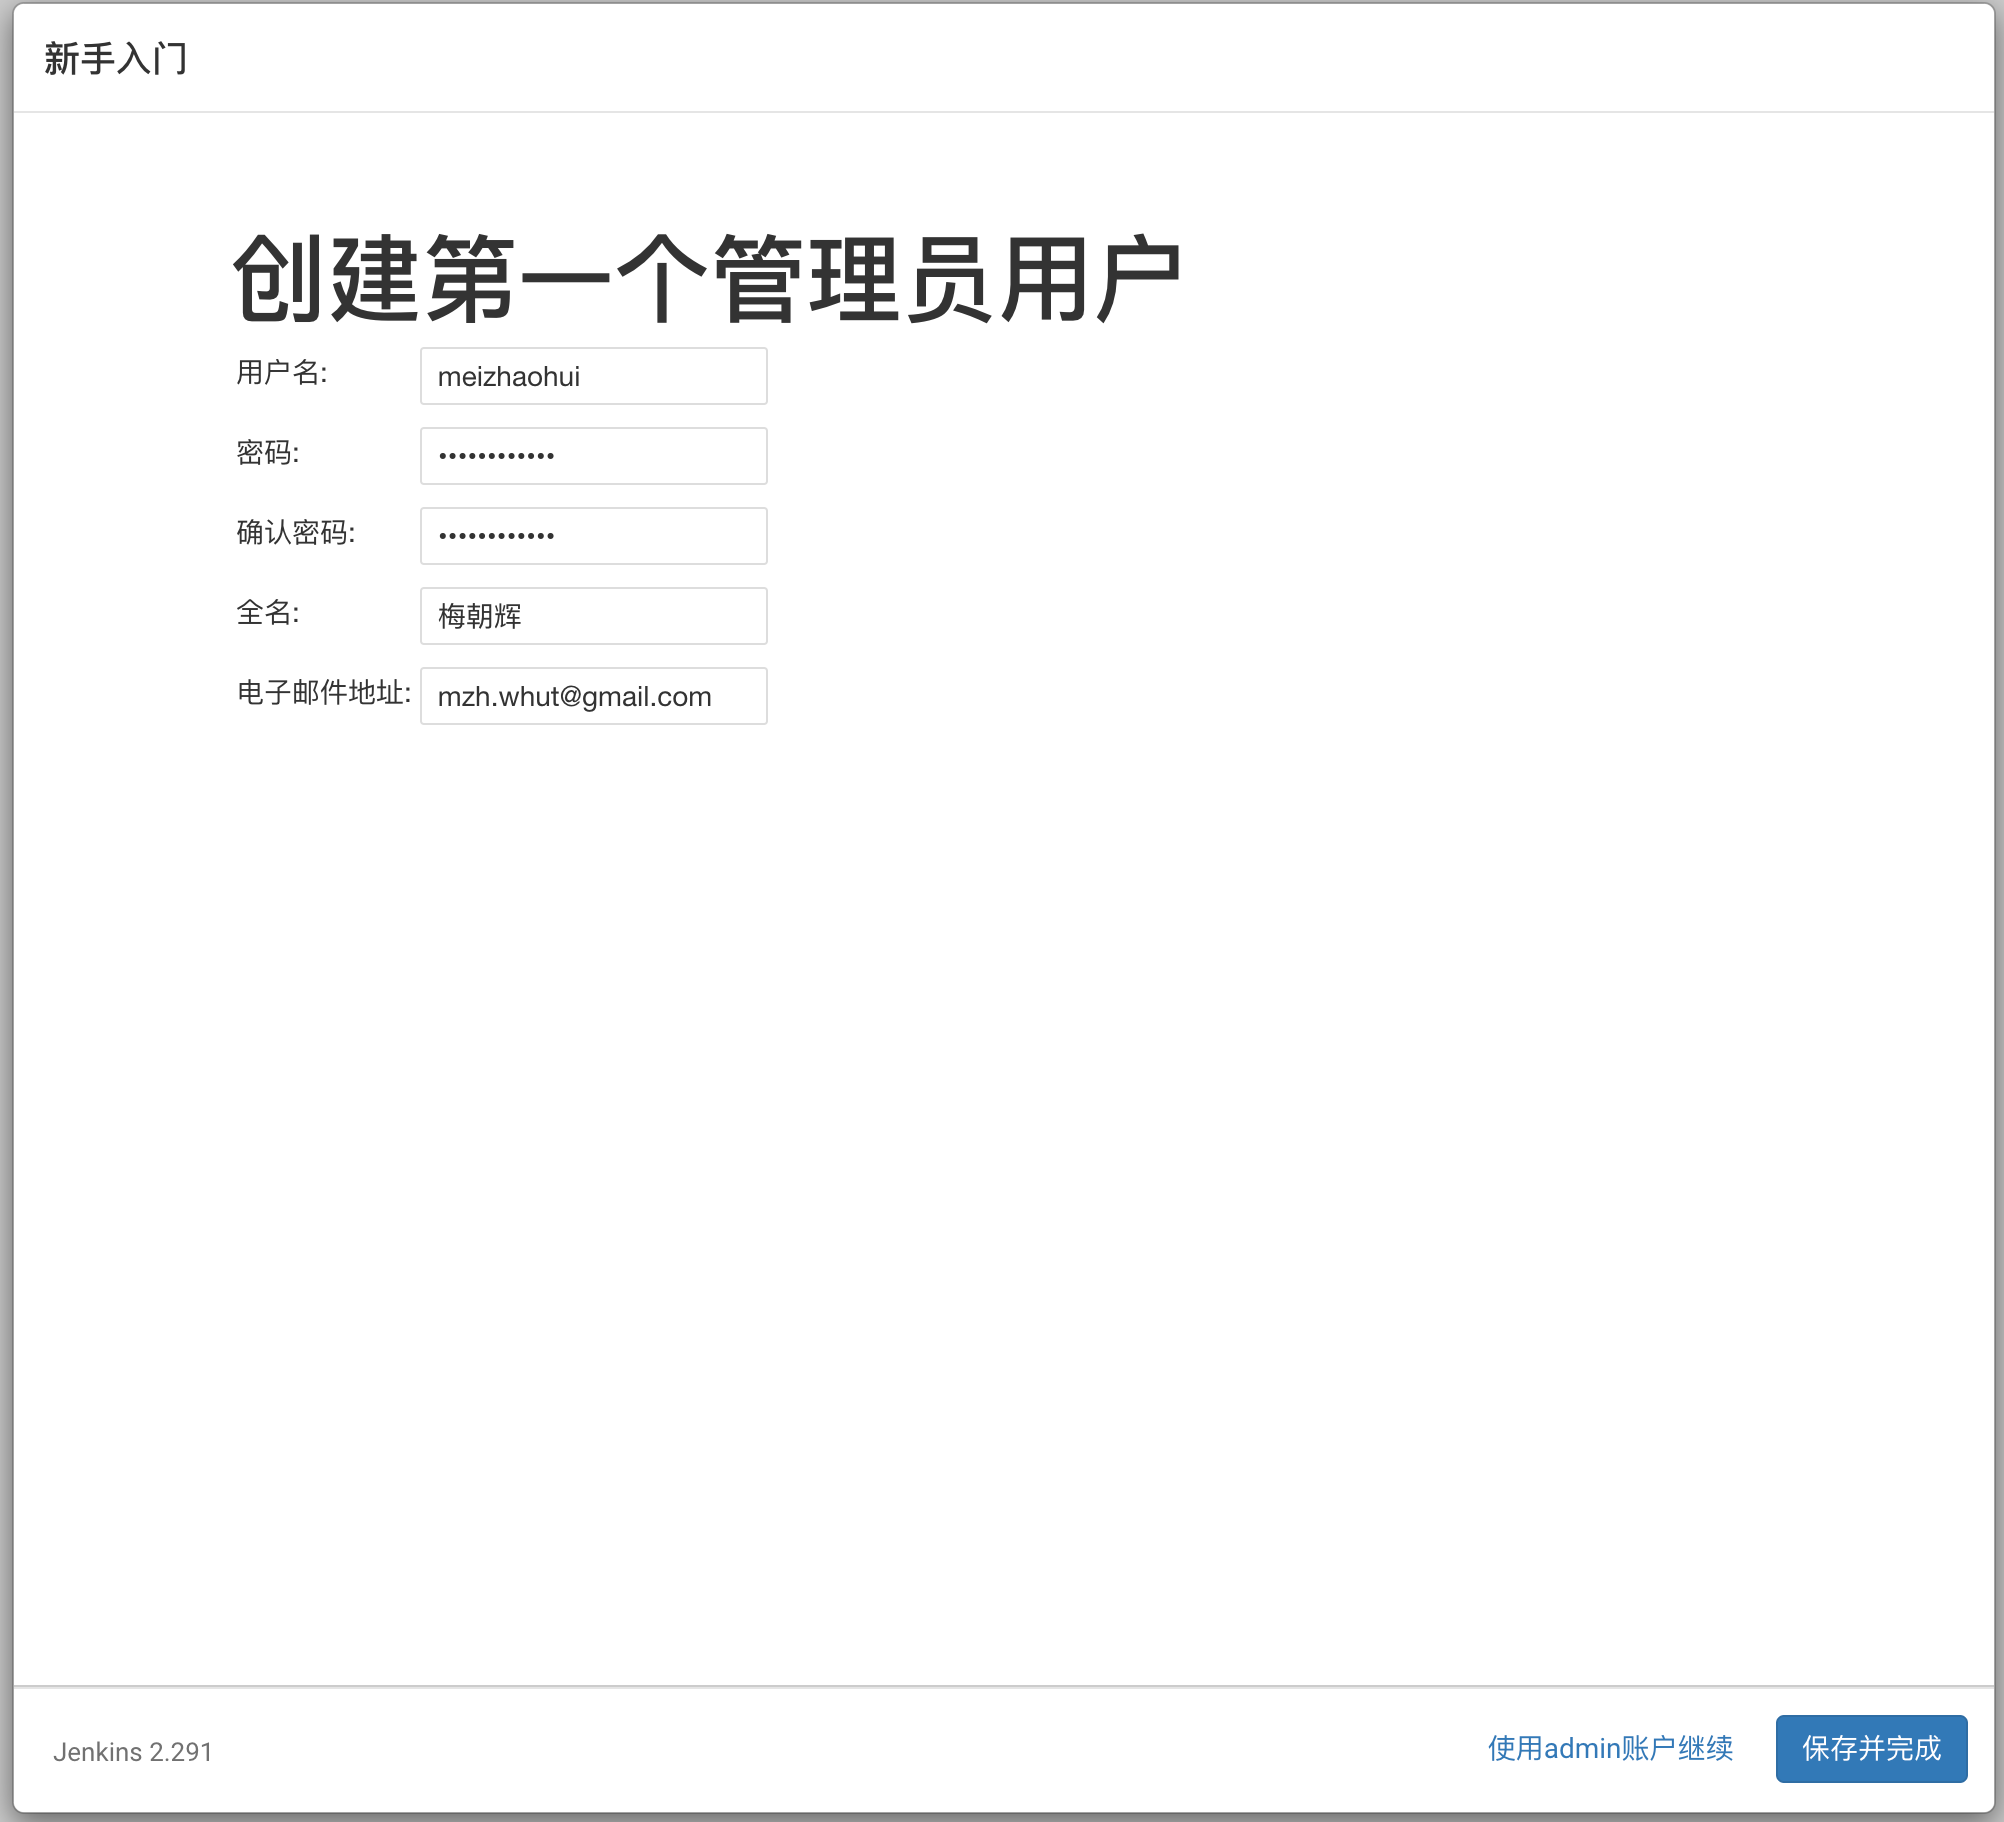 新手入门
创建第一个管理员用户
用户名: meizhaohui
密码: ••••••••••••
确认密码: ••••••••••••
全名: 梅朝辉
电子邮件地址: mzh.whut@gmail.com
Jenkins 2.291 使用admin账户继续 保存并完成